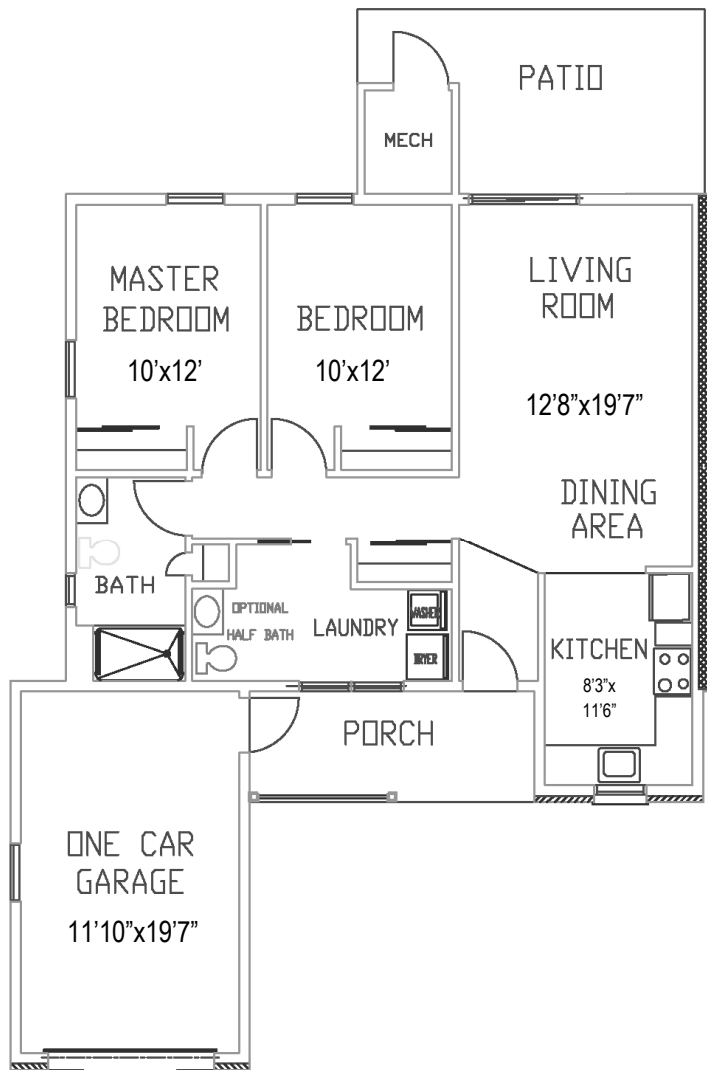 PATIO
MECH
MASTER
BEDROOM
10’x12’
BEDROOM
10’x12’
LIVING
ROOM
12’8”x19’7”
DINING
AREA
BATH
OPTIONAL
HALF BATH
LAUNDRY
WASHER
DRYER
KITCHEN
8’3”x
11’6”
PORCH
ONE CAR
GARAGE
11’10”x19’7”